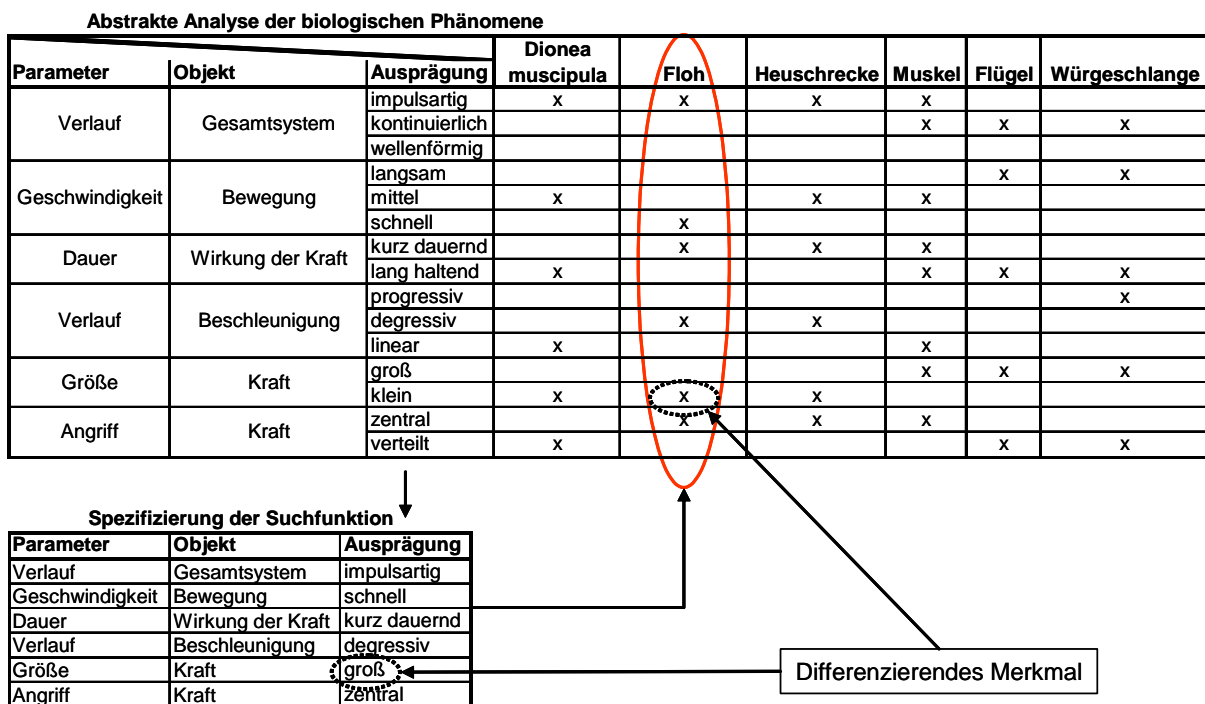 Abstrakte Analyse der biologischen Phänomene
Parameter Objekt Ausprägung Dionea muscipula Floh Heuschrecke Muskel Flügel Würgeschlange
Verlauf Gesamtsystem impulsartig x x x x
kontinuierlich x x x
wellenförmig
Geschwindigkeit Bewegung langsam x x
mittel x x x
schnell x
Dauer Wirkung der Kraft kurz dauernd x x x
lang haltend x x x x
Verlauf Beschleunigung progressiv x
degressiv x x
linear x x
Größe Kraft groß x x x
klein x x x
Angriff Kraft zentral x x x
verteilt x x x
Spezifizierung der Suchfunktion
Parameter Objekt Ausprägung
Verlauf Gesamtsystem impulsartig
Geschwindigkeit Bewegung schnell
Dauer Wirkung der Kraft kurz dauernd
Verlauf Beschleunigung degressiv
Größe Kraft groß
Angriff Kraft zentral
Differenzierendes Merkmal